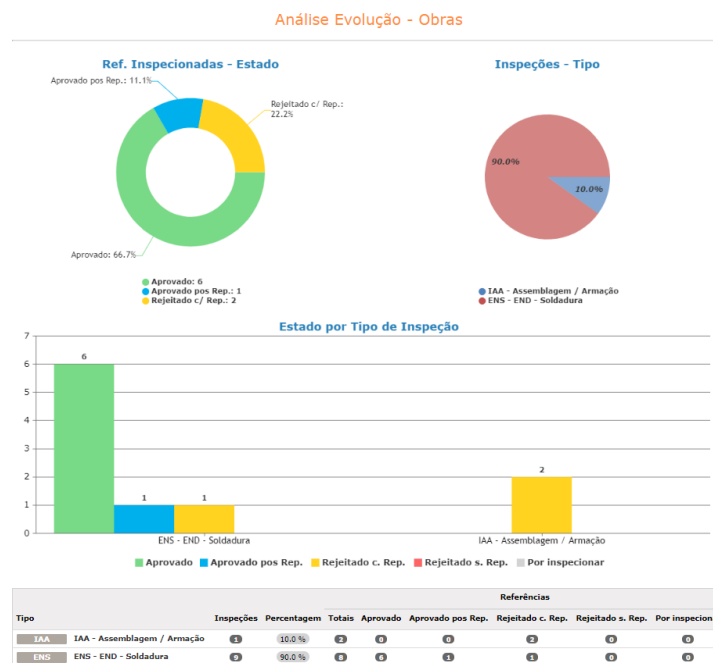 Análise Evolução - Obras
Ref. Inspecionadas - Estado
Aprovado pos Rep.: 11.1%
Rejeitado c/ Rep.:
22.2%
Aprovado: 66.7%
Aprovado: 6
Aprovado pos Rep.: 1
Rejeitado c/ Rep.: 2
Inspeções - Tipo
90.0%
10.0%
IAA - Assemblagem / Armação
ENS - END - Soldadura
Estado por Tipo de Inspeção
7
6
5
4
3
2
1
0
6
1
1
2
ENS - END - Soldadura
IAA - Assemblagem / Armação
Aprovado Aprovado pos Rep. Rejeitado c. Rep. Rejeitado s. Rep. Por inspecionar
Referências
Tipo Inspeções Percentagem Totais Aprovado Aprovado pos Rep. Rejeitado c. Rep. Rejeitado s. Rep. Por inspecion
IAA IAA - Assemblagem / Armação 1 10.0 % 2 0 0 2 0 0
ENS ENS - END - Soldadura 9 90.0 % 8 6 1 1 0 0